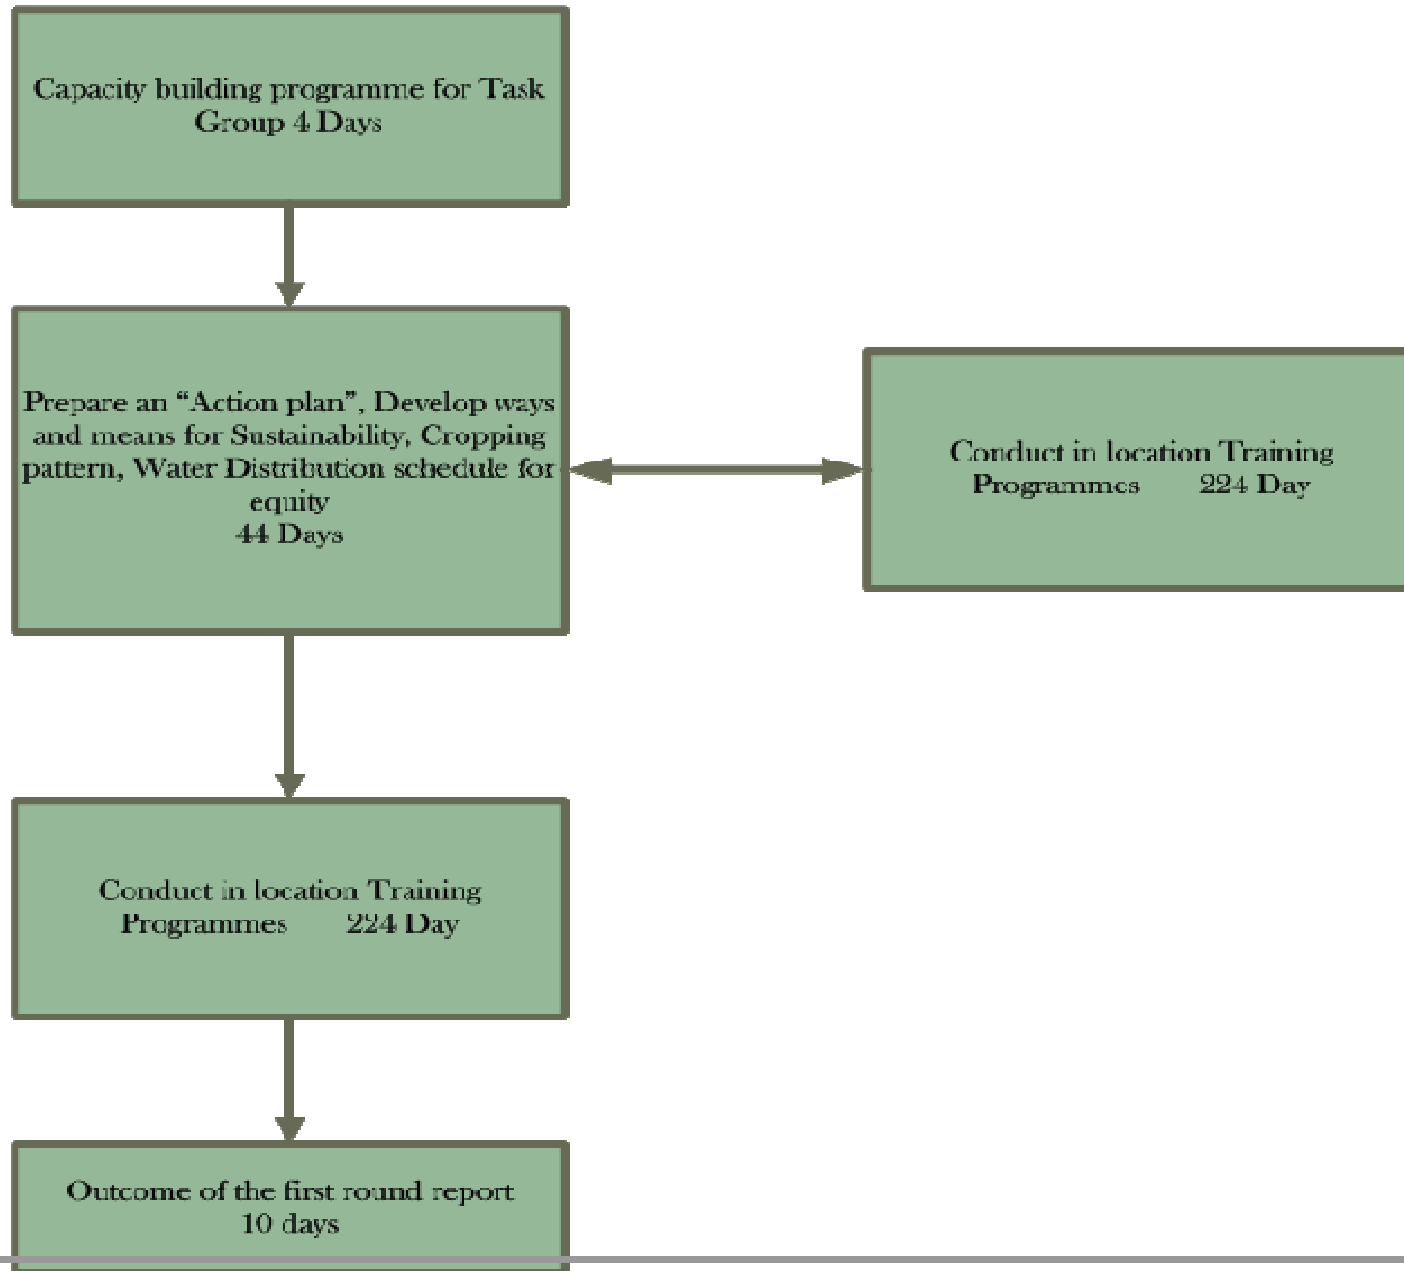 Capacity building programme for Task
Group 4 Days
Prepare an “Action plan”, Develop ways
and means for Sustainability, Cropping
pattern, Water Distribution schedule for
equity
44 Days
Conduct in location Training
Programmes 224 Day
Conduct in location Training
Programmes 224 Day
Outcome of the first round report
10 days